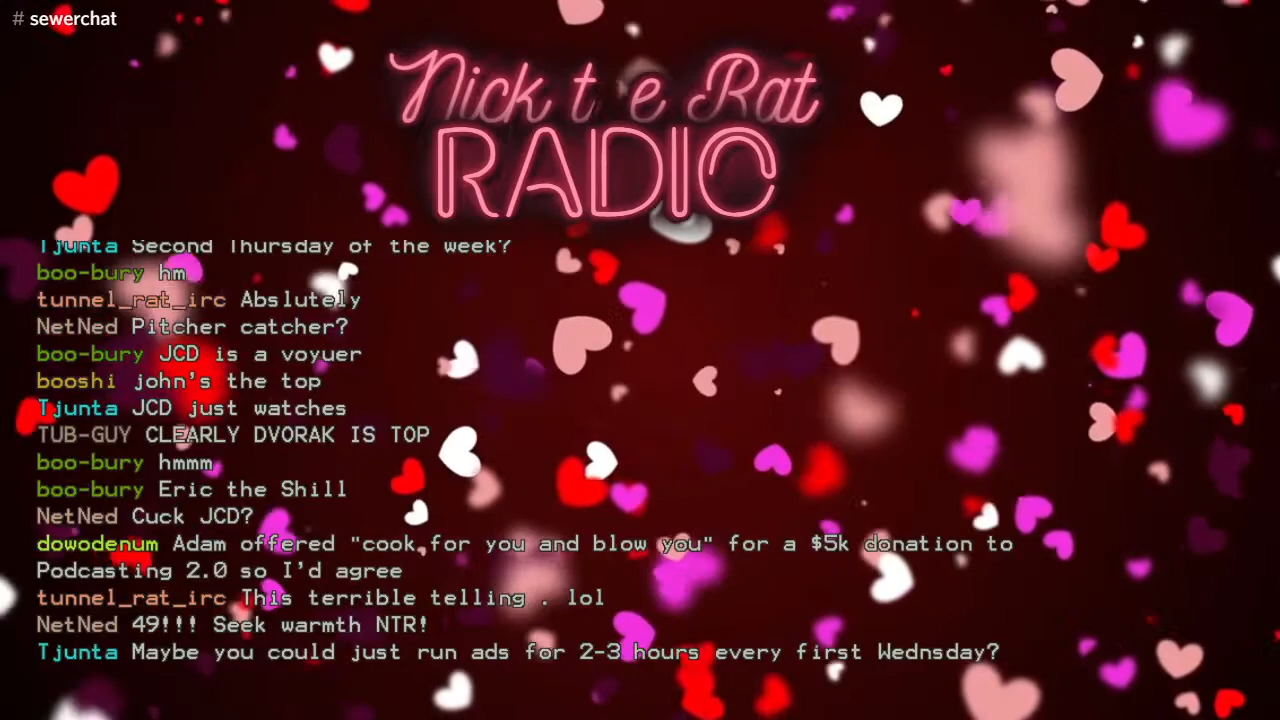 # sewerchat
Nick t e Rat
RADIO
Tjunta Second Thursday of the week?
boo-bury hm
tunnel_rat_irc Abslutely
NetNed Pitcher catcher?
boo-bury JCD is a voyuer
booshi john's the top
Tjunta JCD just watches
TUB-GUY CLEARLY DVORAK IS TOP
boo-bury hmmm
boo-bury Eric the Shill
NetNed Cuck JCD?
dowodenum Adam offered "cook for you and blow you" for a $5k donation to
Podcasting 2.0 so I'd agree
tunnel_rat_irc This terrible telling . lol
NetNed 49!!! Seek warmth NTR!
Tjunta Maybe you could just run ads for 2-3 hours every first Wednsday?